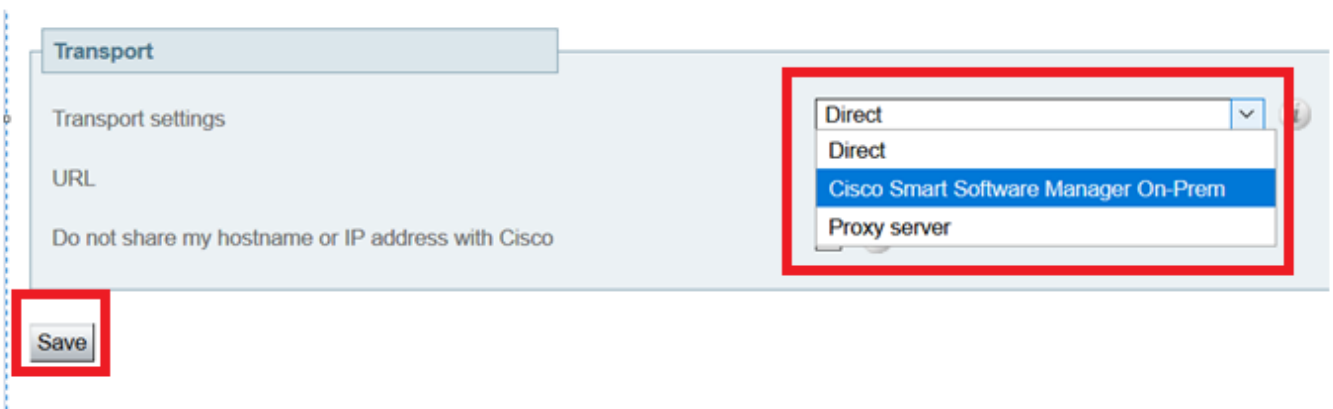 Transport
Transport settings
Direct
Direct
URL
Cisco Smart Software Manager On-Prem
Do not share my hostname or IP address with Cisco
Proxy server
Save